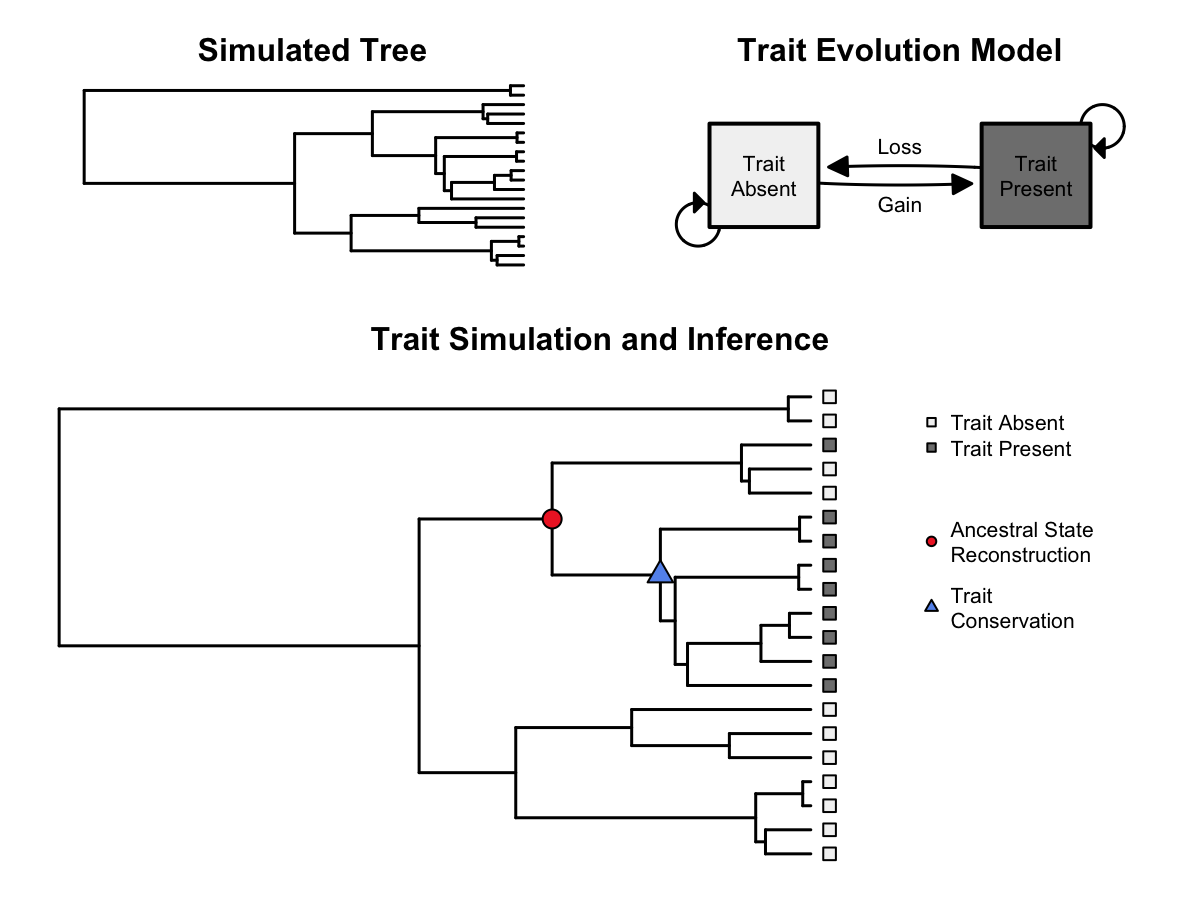 Simulated Tree
Trait Evolution Model
Trait
Absent
Loss
Gain
Trait
Present
Trait Simulation and Inference
Trait Absent
Trait Present
Ancestral State
Reconstruction
Trait
Conservation